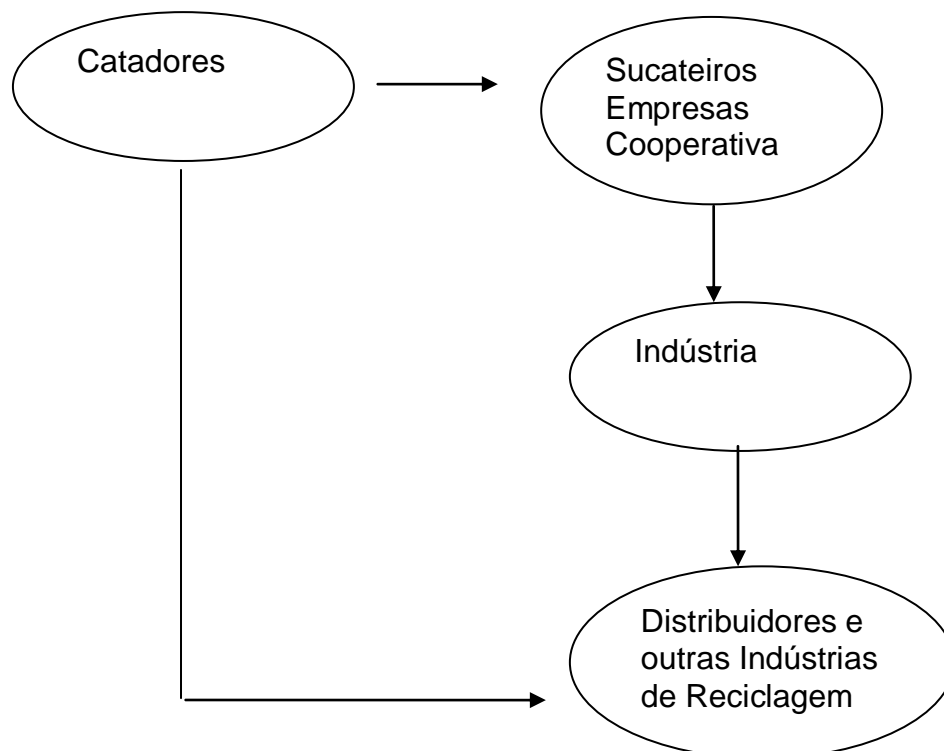 Catadores
Sucateiros
Empresas
Cooperativa
Indústria
Distribuidores e
outras Indústrias
de Reciclagem